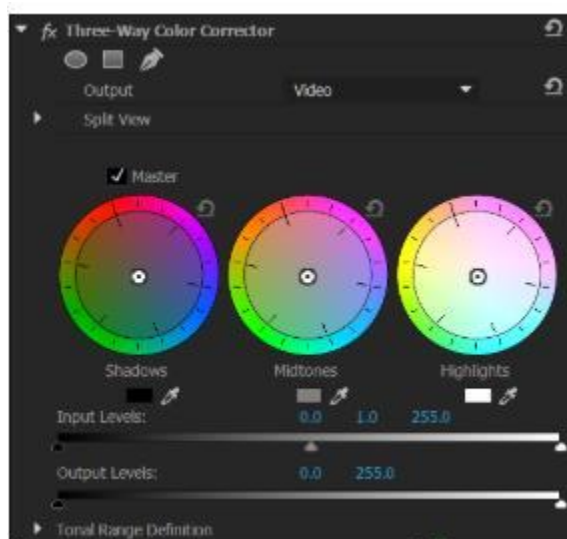 fx Three-Way Color Corrector
Output Video
Split View
Master
Shadows Midtones Highlights
Input Levels: 0.0 1.0 255.0
Output Levels: 0.0 255.0
Tonal Range Definition